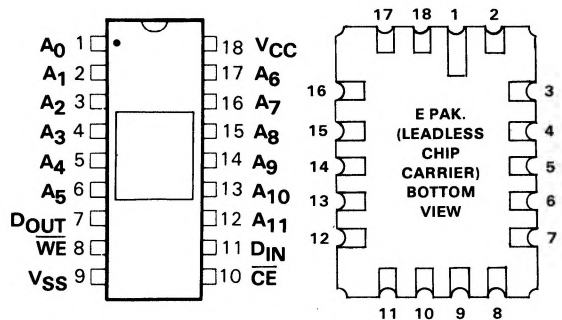 A0 1 18 VCC
A1 2 17 A6
A2 3 16 A7
A3 4 15 A8
A4 5 14 A9
A5 6 13 A10
DOUT 7 12 A11
WE 8 11 DIN
VSS 9 10 CE
17 18 1 2
16 3
15 4
14 5
13 6
12 7
E PAK.
(LEADLESS
CHIP
CARRIER)
BOTTOM
VIEW
11 10 9 8